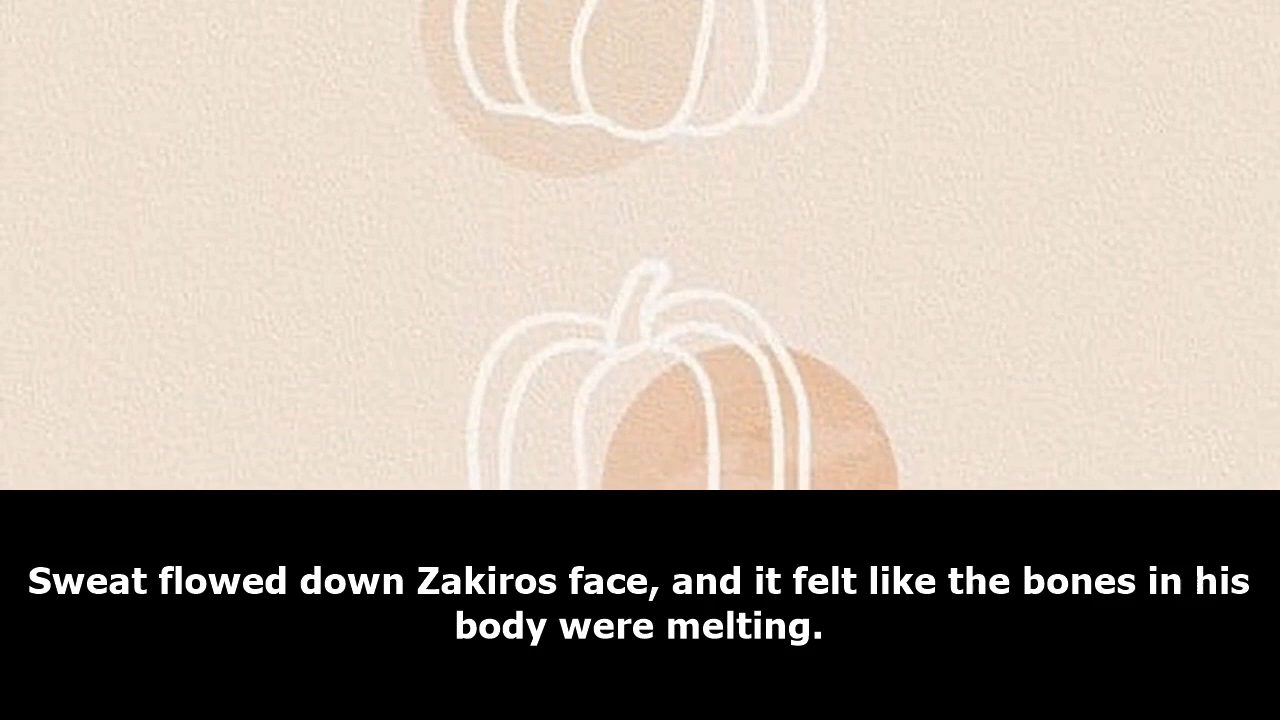 Sweat flowed down Zakiros face, and it felt like the bones in his
body were melting.